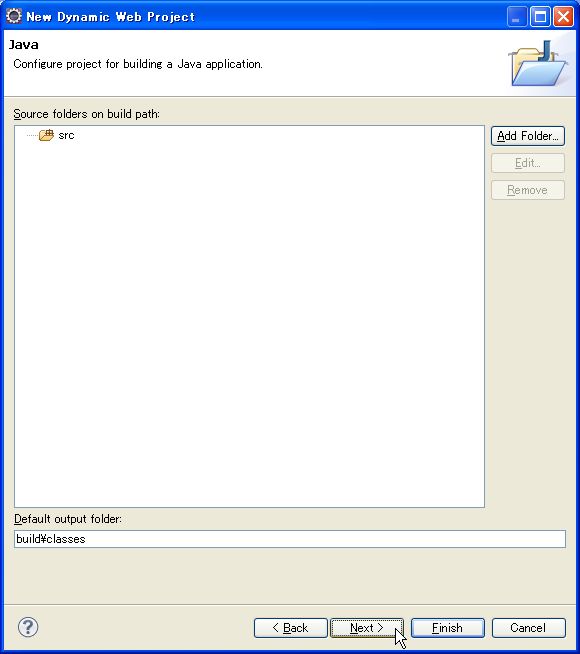 New Dynamic Web Project
Java
Configure project for building a Java application.
Source folders on build path:
src
Add Folder...
Edit...
Remove
Default output folder:
build¥classes
?
< Back
Next >
Finish
Cancel